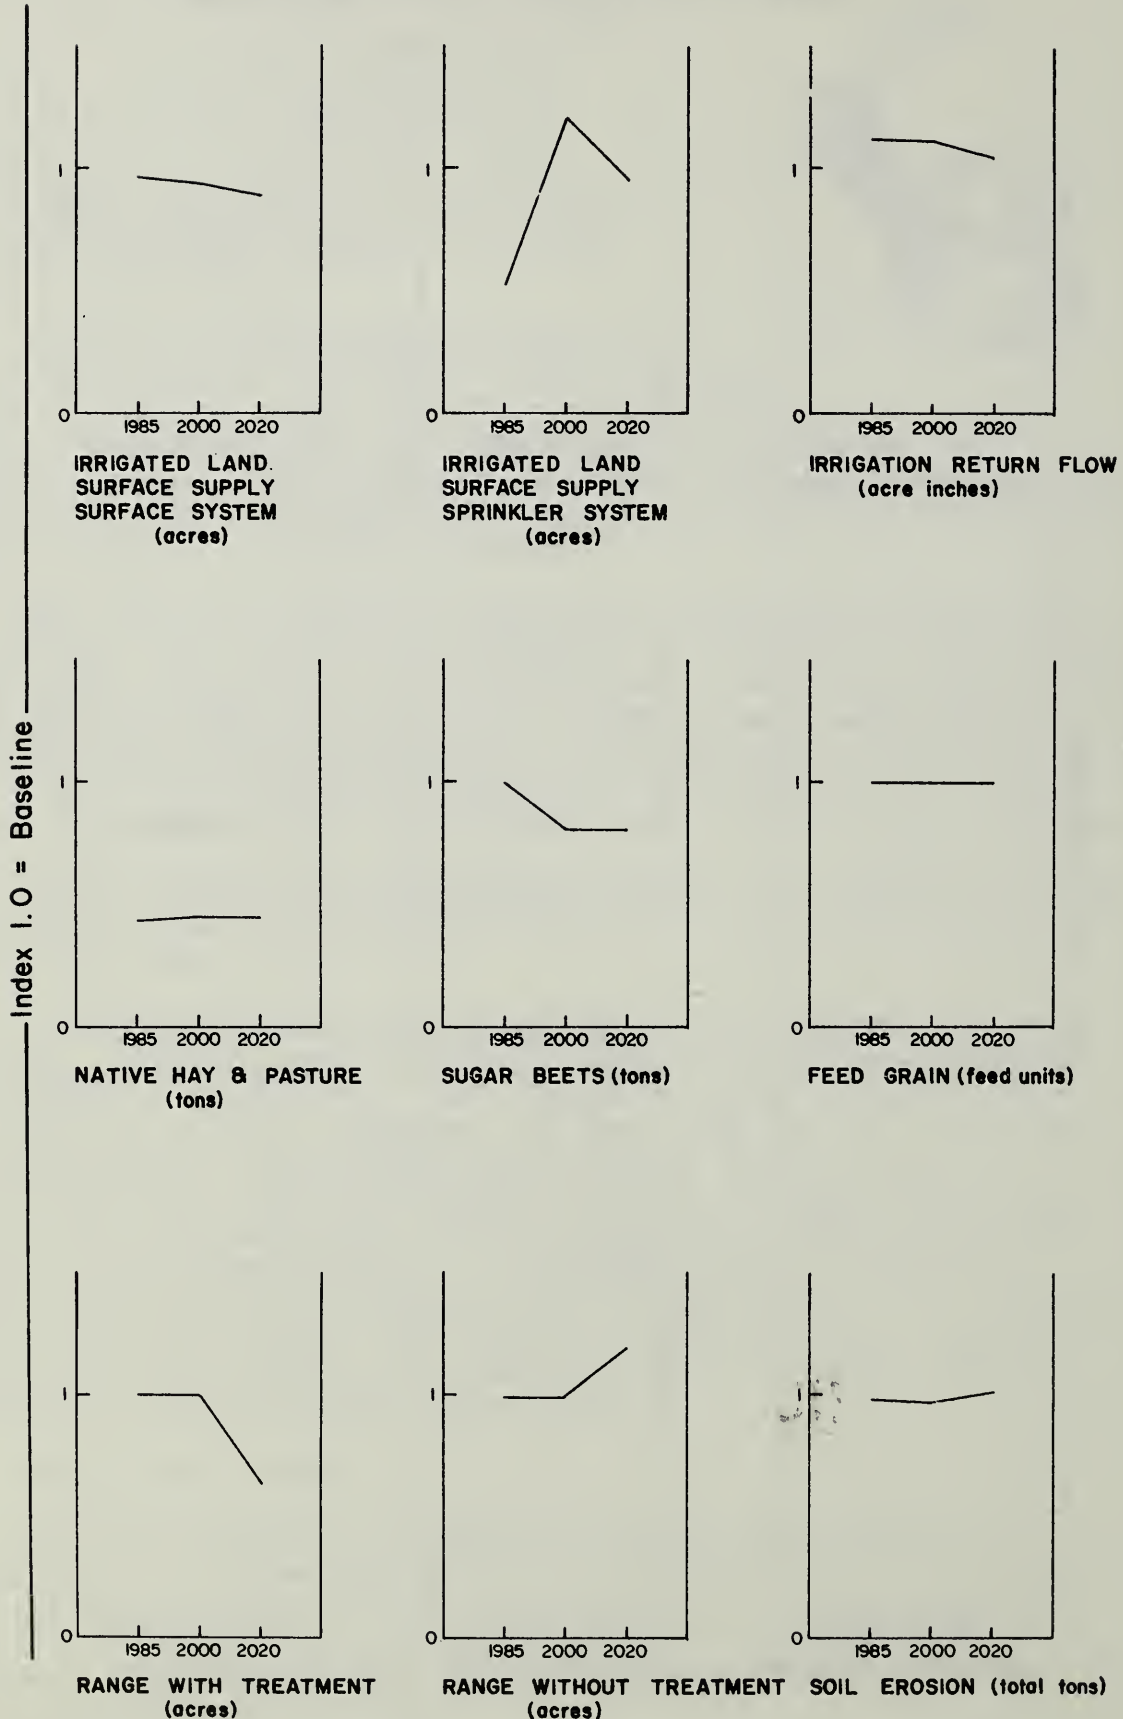 Index 1.0 = Baseline
1
0
1985 2000 2020
IRRIGATED LAND.
SURFACE SUPPLY
SURFACE SYSTEM
(acres)
1
0
1985 2000 2020
IRRIGATED LAND
SURFACE SUPPLY
SPRINKLER SYSTEM
(acres)
1
0
1985 2000 2020
IRRIGATION RETURN FLOW
(acre inches)
1
0
1985 2000 2020
NATIVE HAY & PASTURE
(tons)
1
0
1985 2000 2020
SUGAR BEETS (tons)
1
0
1985 2000 2020
FEED GRAIN (feed units)
1
0
1985 2000 2020
RANGE WITH TREATMENT
(acres)
1
0
1985 2000 2020
RANGE WITHOUT TREATMENT
(acres)
1
0
1985 2000 2020
SOIL EROSION (total tons)